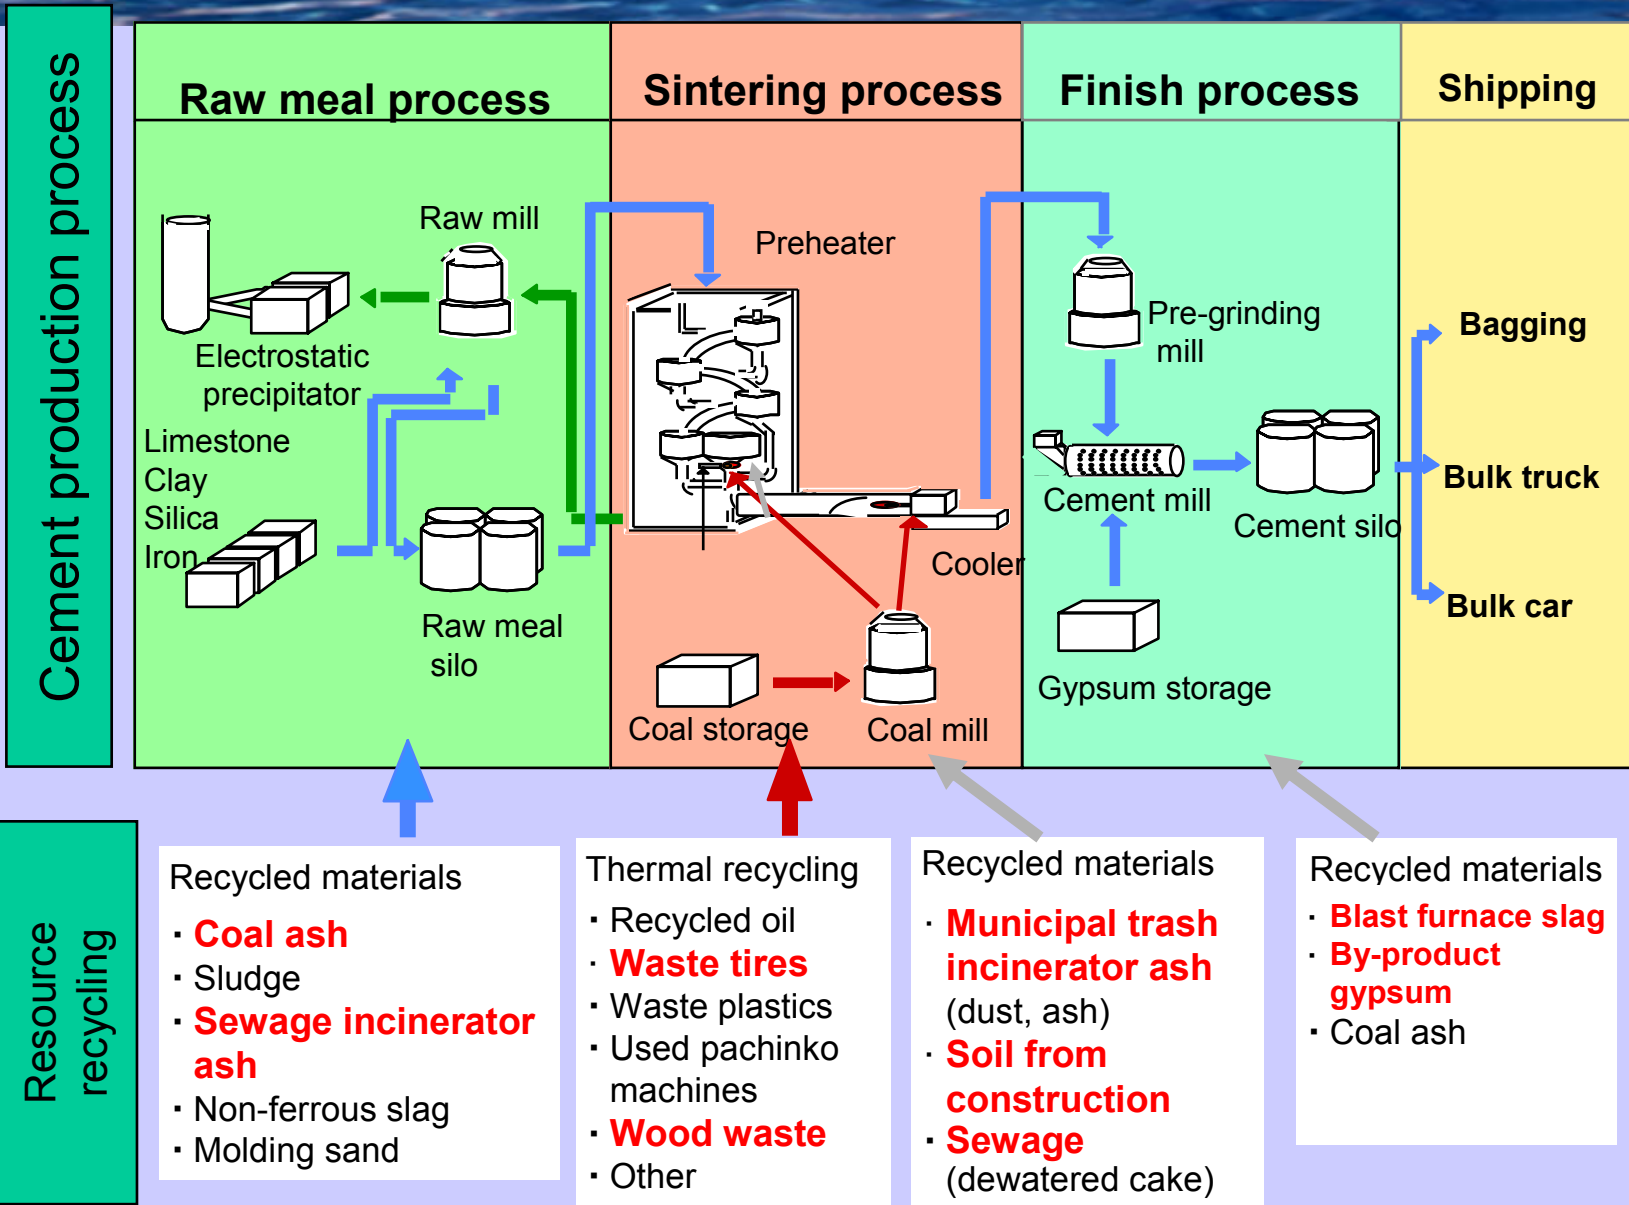 Cement production process
Raw meal process
Sintering process
Finish process
Shipping
Raw mill
Electrostatic
precipitator
Limestone
Clay
Silica
Iron
Raw meal
silo
Preheater
Cooler
Coal storage
Coal mill
Pre-grinding
mill
Cement mill
Cement silo
Gypsum storage
Bagging
Bulk truck
Bulk car
Resource
recycling
Recycled materials
・Coal ash
・Sludge
・Sewage incinerator
ash
・Non-ferrous slag
・Molding sand
Thermal recycling
・Recycled oil
・Waste tires
・Waste plastics
・Used pachinko
machines
・Wood waste
・Other
Recycled materials
・Municipal trash
incinerator ash
(dust, ash)
・Soil from
construction
・Sewage
(dewatered cake)
Recycled materials
・Blast furnace slag
・By-product
gypsum
・Coal ash